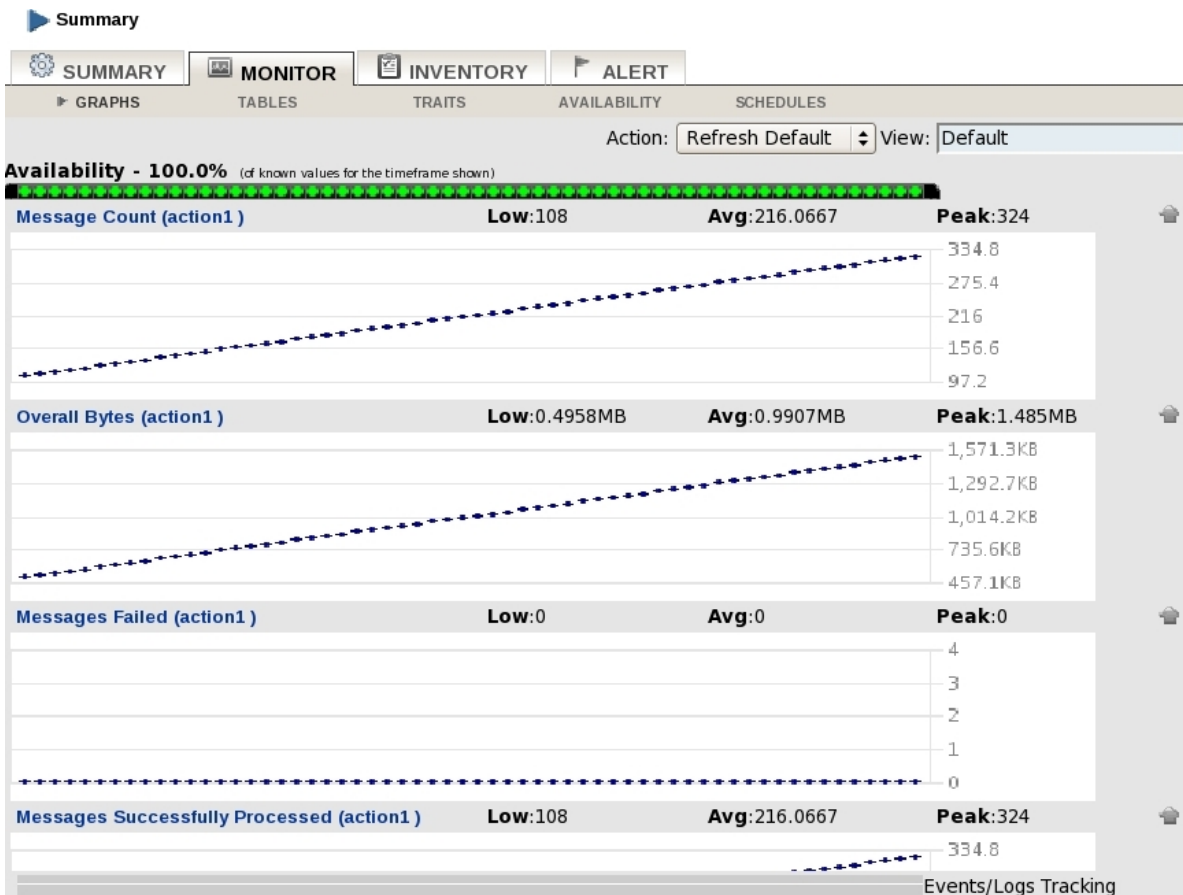 Summary
SUMMARY MONITOR INVENTORY ALERT
GRAPHS TABLES TRAITS AVAILABILITY SCHEDULES
Action: Refresh Default View: Default
Availability - 100.0% (of known values for the timeframe shown)
Message Count (action1 ) Low:108 Avg:216.0667 Peak:324
334.8
275.4
216
156.6
97.2
Overall Bytes (action1 ) Low:0.4958MB Avg:0.9907MB Peak:1.485MB
1,571.3KB
1,292.7KB
1,014.2KB
735.6KB
457.1KB
Messages Failed (action1 ) Low:0 Avg:0 Peak:0
4
3
2
1
0
Messages Successfully Processed (action1 ) Low:108 Avg:216.0667 Peak:324
334.8
Events/Logs Tracking